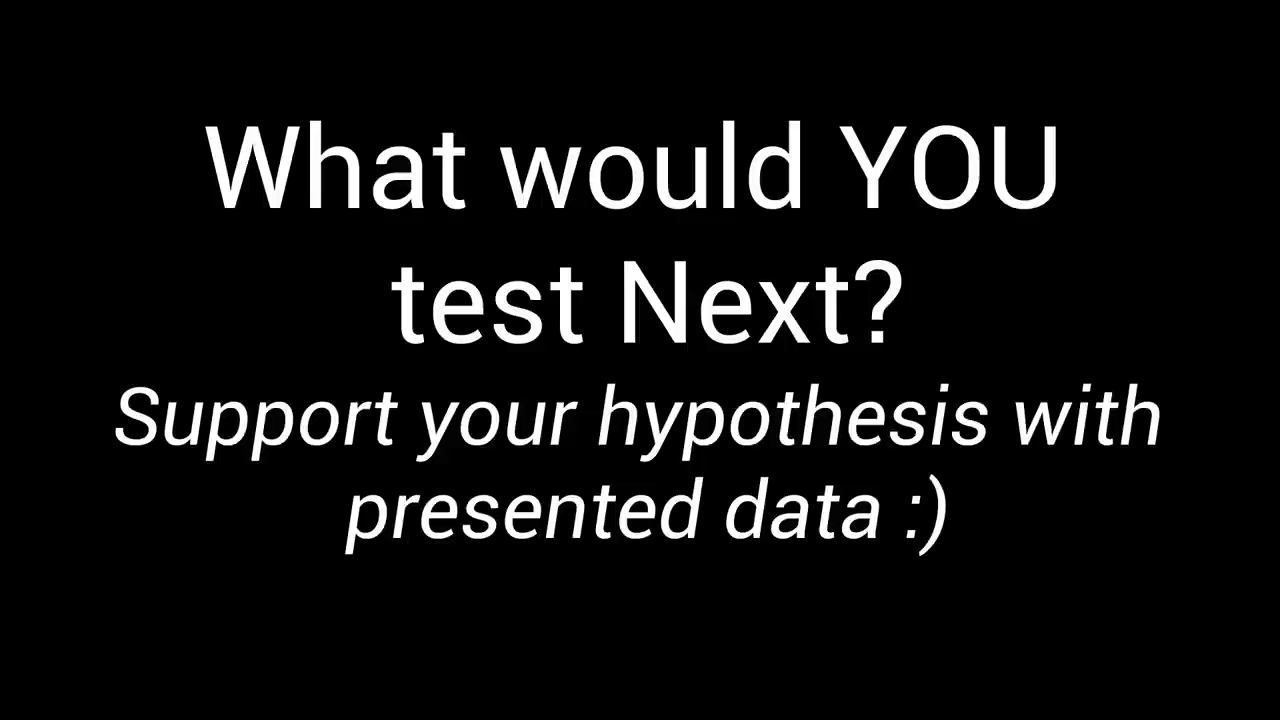 What would YOU
test Next?
Support your hypothesis with
presented data :)